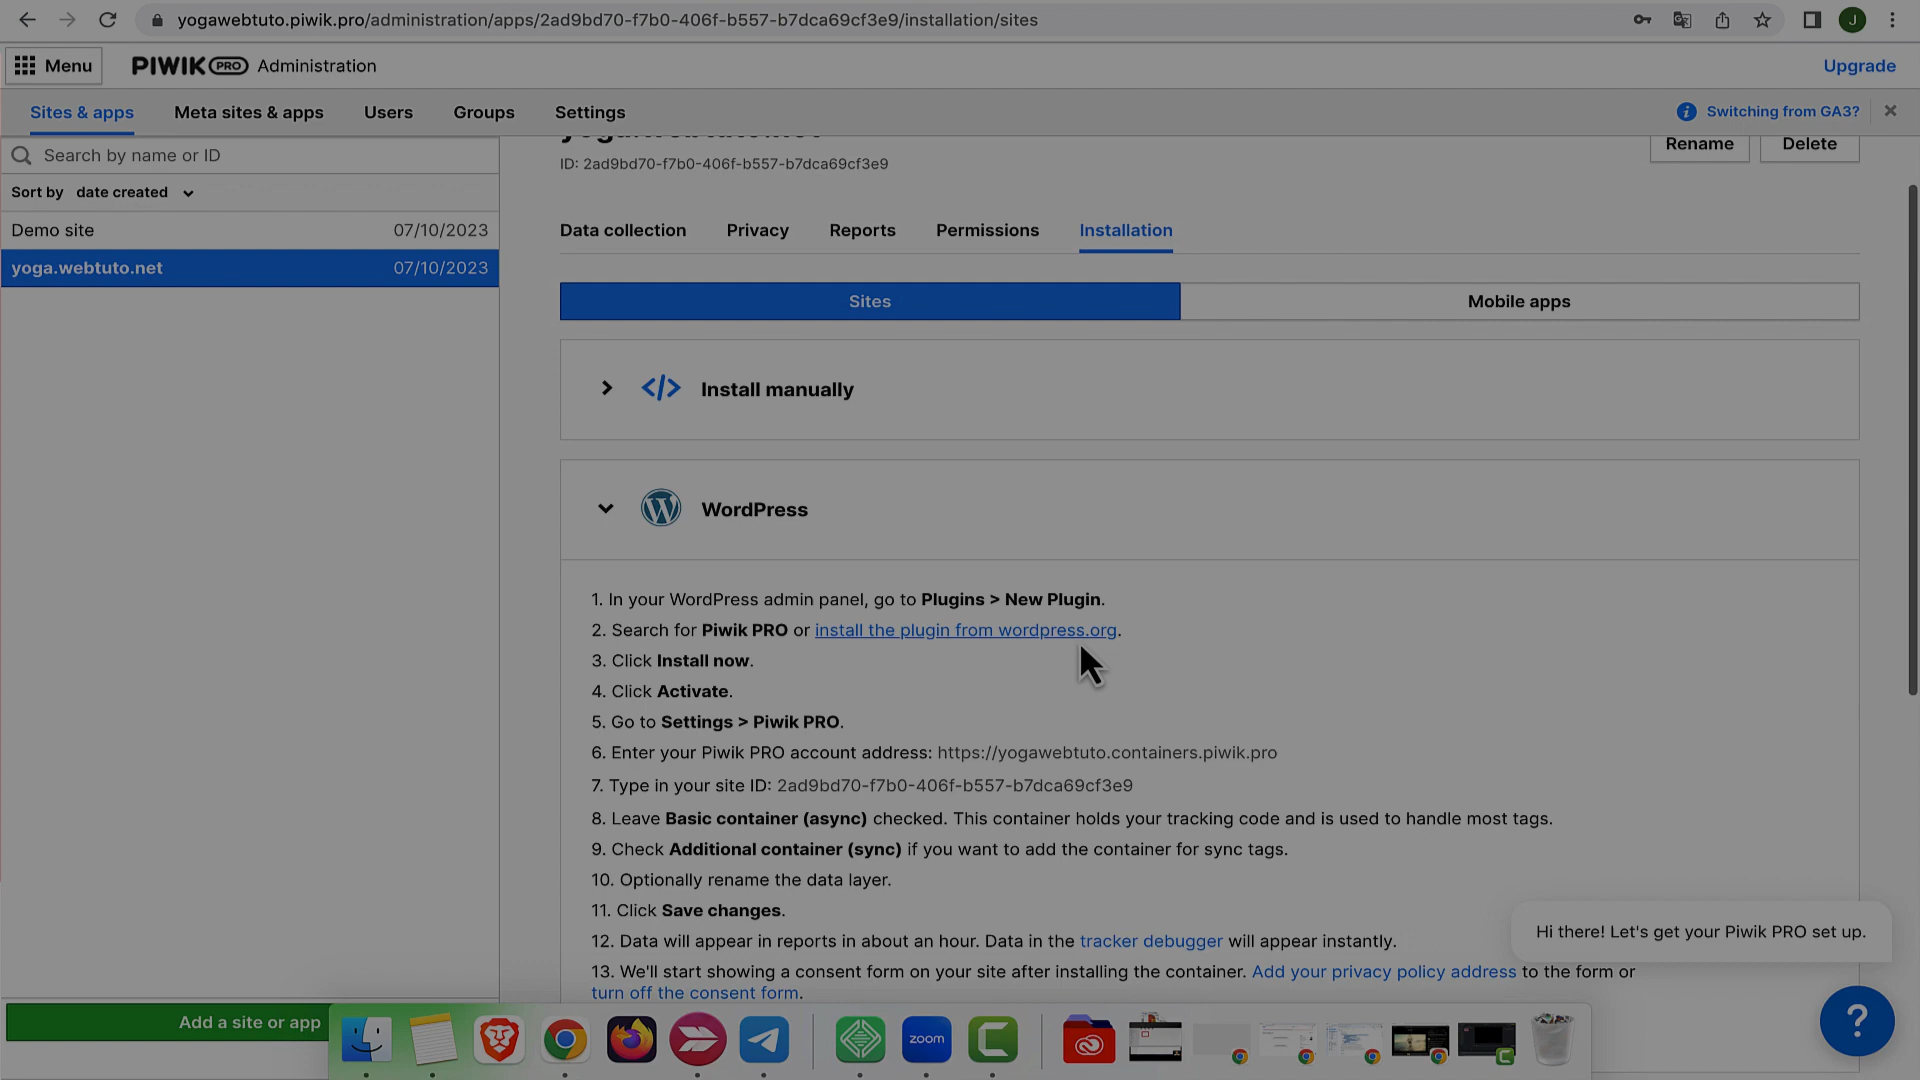 yogawebtuto.piwik.pro/administration/apps/2ad9bd70-f7b0-406f-b557-b7dca69cf3e9/installation/sites
J
Menu
PIWIK PRO Administration
Upgrade
Sites & apps
Meta sites & apps
Users
Groups
Settings
Switching from GA3?
Search by name or ID
Sort by date created
Demo site 07/10/2023
yoga.webtuto.net 07/10/2023
yoga.webtuto.net
ID: 2ad9bd70-f7b0-406f-b557-b7dca69cf3e9
Rename
Delete
Data collection
Privacy
Reports
Permissions
Installation
Sites
Mobile apps
</> Install manually
WordPress
1. In your WordPress admin panel, go to Plugins > New Plugin.
2. Search for Piwik PRO or install the plugin from wordpress.org.
3. Click Install now.
4. Click Activate.
5. Go to Settings > Piwik PRO.
6. Enter your Piwik PRO account address: https://yogawebtuto.containers.piwik.pro
7. Type in your site ID: 2ad9bd70-f7b0-406f-b557-b7dca69cf3e9
8. Leave Basic container (async) checked. This container holds your tracking code and is used to handle most tags.
9. Check Additional container (sync) if you want to add the container for sync tags.
10. Optionally rename the data layer.
11. Click Save changes.
12. Data will appear in reports in about an hour. Data in the tracker debugger will appear instantly.
13. We'll start showing a consent form on your site after installing the container. Add your privacy policy address to the form or
turn off the consent form.
Hi there! Let's get your Piwik PRO set up.
Add a site or app
zoom
?